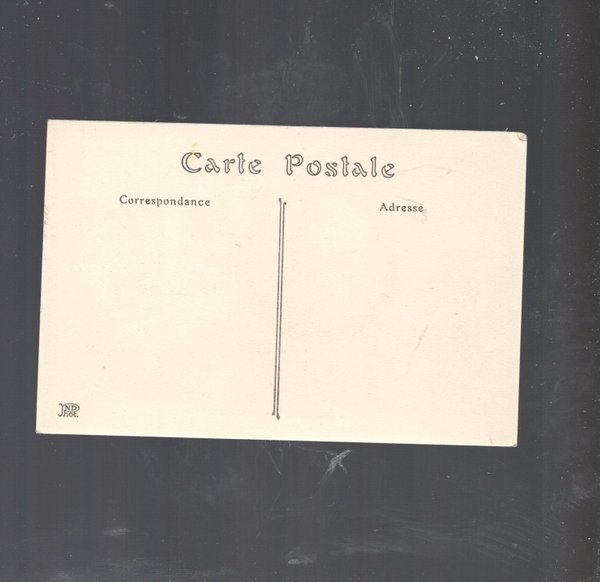 Carte Postale
Correspondance
Adresse
ND
Phot.